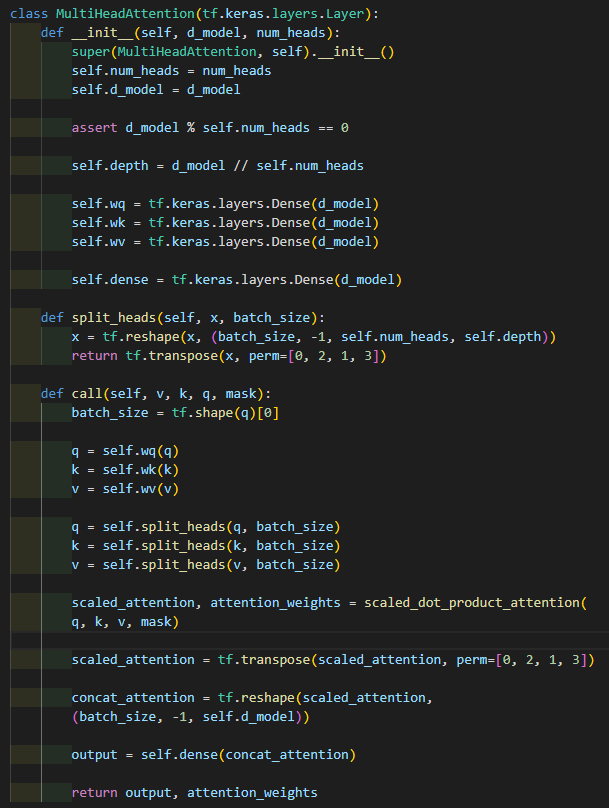 class MultiHeadAttention(tf.keras.layers.Layer):
    def __init__(self, d_model, num_heads):
        super(MultiHeadAttention, self).__init__()
        self.num_heads = num_heads
        self.d_model = d_model

        assert d_model % self.num_heads == 0

        self.depth = d_model // self.num_heads

        self.wq = tf.keras.layers.Dense(d_model)
        self.wk = tf.keras.layers.Dense(d_model)
        self.wv = tf.keras.layers.Dense(d_model)

        self.dense = tf.keras.layers.Dense(d_model)

    def split_heads(self, x, batch_size):
        x = tf.reshape(x, (batch_size, -1, self.num_heads, self.depth))
        return tf.transpose(x, perm=[0, 2, 1, 3])

    def call(self, v, k, q, mask):
        batch_size = tf.shape(q)[0]

        q = self.wq(q)
        k = self.wk(k)
        v = self.wv(v)

        q = self.split_heads(q, batch_size)
        k = self.split_heads(k, batch_size)
        v = self.split_heads(v, batch_size)

        scaled_attention, attention_weights = scaled_dot_product_attention(
        q, k, v, mask)

        scaled_attention = tf.transpose(scaled_attention, perm=[0, 2, 1, 3])

        concat_attention = tf.reshape(scaled_attention,
        (batch_size, -1, self.d_model))

        output = self.dense(concat_attention)

        return output, attention_weights